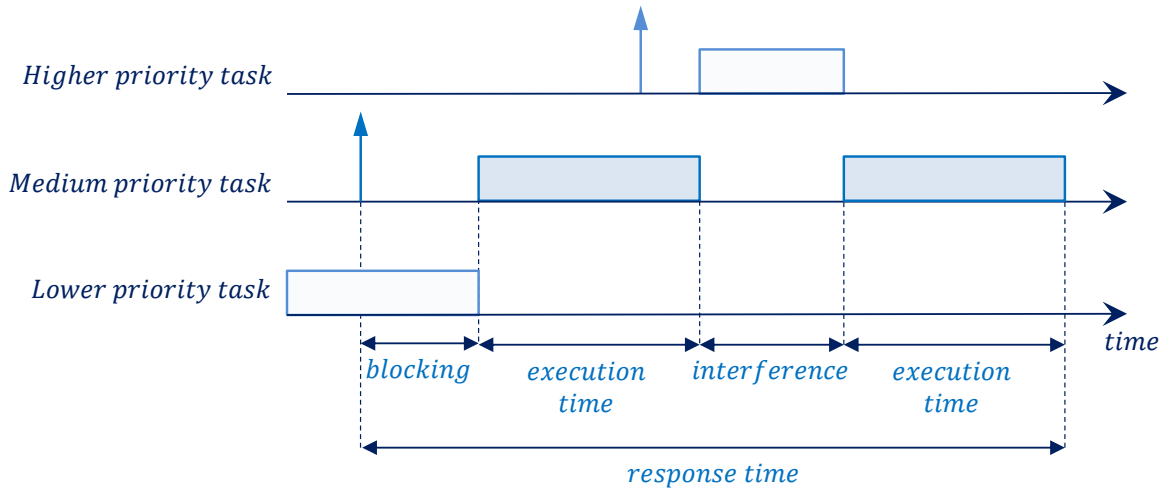 Higher priority task
Medium priority task
Lower priority task
time
blocking
execution
time
interference
execution
time
response time